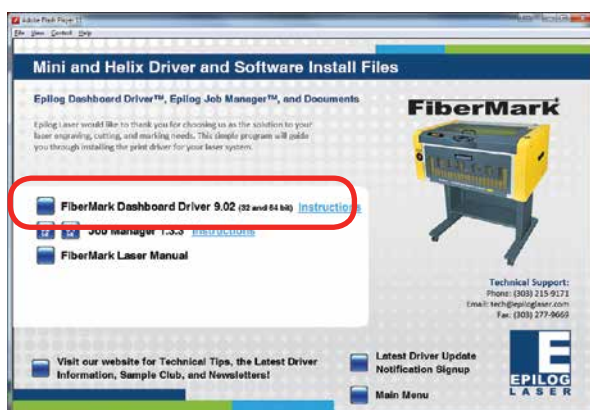 Adobe Flash Player 11
File View Control Help
Mini and Helix Driver and Software Install Files
Epilog Dashboard Driver™, Epilog Job Manager™, and Documents
Epilog Laser would like to thank you for choosing us as the solution to your
laser engraving, cutting, and marking needs. This simple program will guide
you through installing the print driver for your laser system.
FiberMark
FiberMark Dashboard Driver 9.02 (32 and 64 bit) Instructions
Job Manager 1.3.3 Instructions
FiberMark Laser Manual
Technical Support:
Phone: (303) 215-9171
Email: tech@epiloglaser.com
Fax: (303) 277-9669
Visit our website for Technical Tips, the Latest Driver
Information, Sample Club, and Newsletters!
Latest Driver Update
Notification Signup
Main Menu
EPILOG
LASER